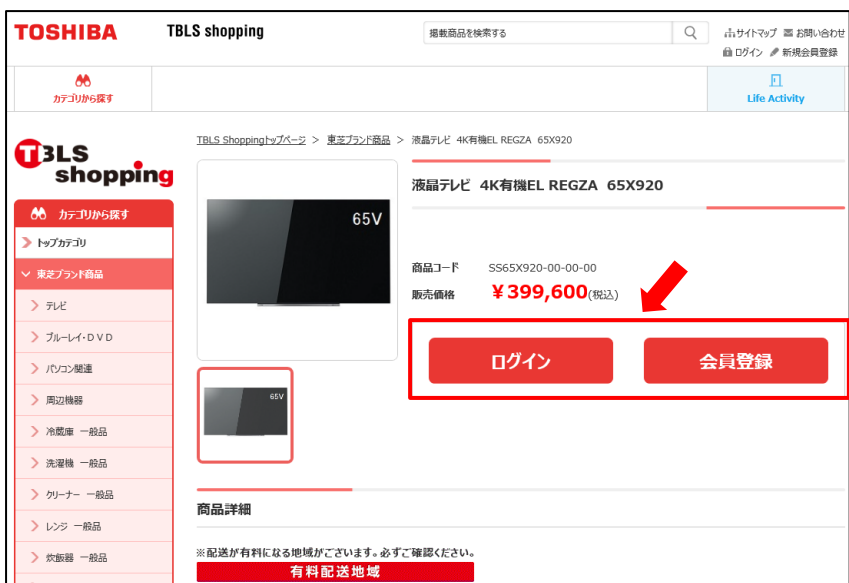 TOSHIBA
TBLS shopping
掲載商品を検索する
サイトマップ お問い合わせ
ログイン 新規会員登録
カテゴリから探す
Life Activity
TBLS Shoppingトップページ > 東芝ブランド商品 > 液晶テレビ 4K有機EL REGZA 65X920
TBLS
shopping
液晶テレビ 4K有機EL REGZA 65X920
65V
カテゴリから探す
トップカテゴリ
東芝ブランド商品
テレビ
ブルーレイ・DVD
パソコン関連
周辺機器
冷蔵庫 一般品
洗濯機 一般品
クリーナー 一般品
レンジ 一般品
炊飯器 一般品
商品コード SS65X920-00-00-00
販売価格 ¥399,600(税込)
ログイン 会員登録
65V
商品詳細
※配送が有料になる地域がございます。必ずご確認ください。
有料配送地域